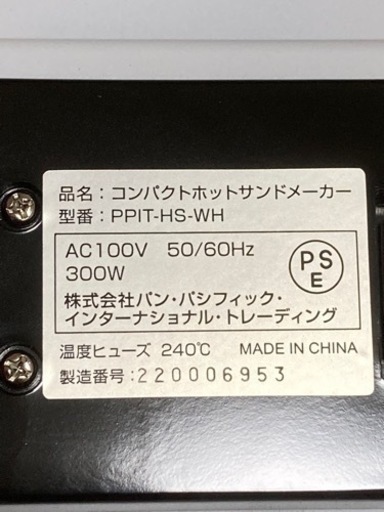 品名：コンパクトホットサンドメーカー
型番：PPIT-HS-WH
AC100V 50/60Hz
300W
PS
E
株式会社パン・パシフィック・
インターナショナル・トレーディング
温度ヒューズ 240℃ MADE IN CHINA
製造番号：220006953